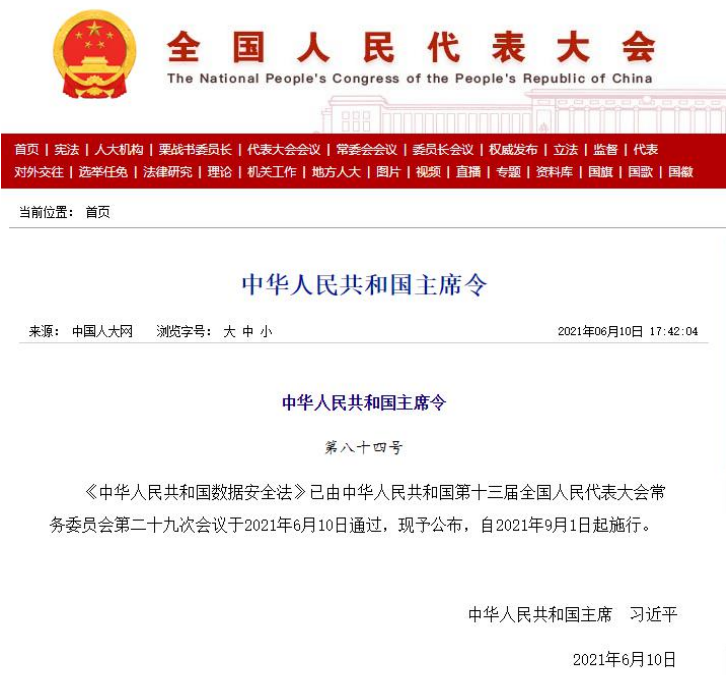 全国人民代表大会
The National People's Congress of the People's Republic of China
首页 | 宪法 | 人大机构 | 栗战书委员长 | 代表大会会议 | 常委会会议 | 委员长会议 | 权威发布 | 立法 | 监督 | 代表
对外交往 | 选举任免 | 法律研究 | 理论 | 机关工作 | 地方人大 | 图片 | 视频 | 直播 | 专题 | 资料库 | 国旗 | 国歌 | 国徽
当前位置： 首页
中华人民共和国主席令
来源： 中国人大网 浏览字号： 大 中 小 2021年06月10日 17:42:04
中华人民共和国主席令
第八十四号
《中华人民共和国数据安全法》已由中华人民共和国第十三届全国人民代表大会常
务委员会第二十九次会议于2021年6月10日通过，现予公布，自2021年9月1日起施行。
中华人民共和国主席 习近平
2021年6月10日